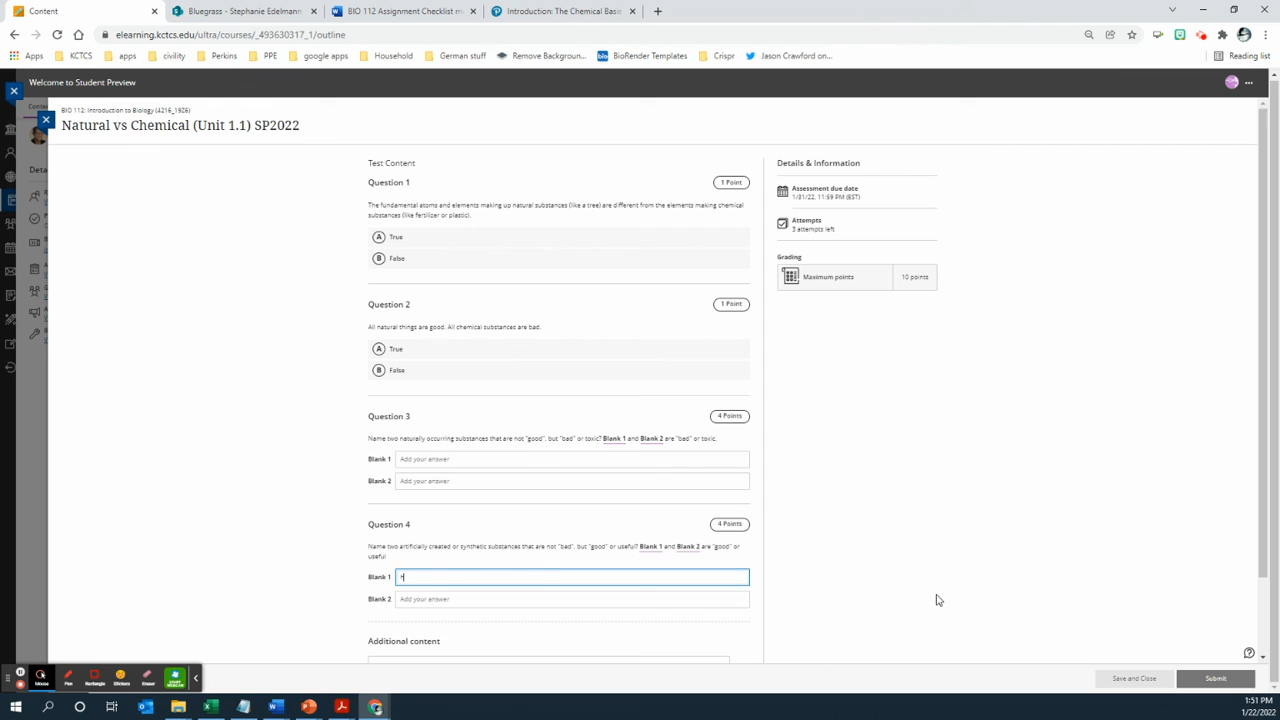 Content
Bluegrass - Stephanie Edelmann
BIO 112 Assignment Checklist m
Introduction: The Chemical Basi
elearning.kctcs.edu/ultra/courses/_493630317_1/outline
Apps KCTCS apps civility Perkins PPE google apps Household German stuff Remove Backgroun... BioRender Templates Crispr Jason Crawford on... Reading list
Welcome to Student Preview
BIO 112: Introduction to Biology (4216_1926)
Natural vs Chemical (Unit 1.1) SP2022
Test Content
Question 1
1 Point
The fundamental atoms and elements making up natural substances (like a tree) are different from the elements making chemical
substances (like fertilizer or plastic).
A True
B False
Question 2
1 Point
All natural things are good. All chemical substances are bad.
A True
B False
Question 3
4 Points
Name two naturally occurring substances that are not "good", but "bad" or toxic? Blank 1 and Blank 2 are "bad" or toxic.
Blank 1 Add your answer
Blank 2 Add your answer
Question 4
4 Points
Name two artificially created or synthetic substances that are not "bad", but "good" or useful? Blank 1 and Blank 2 are "good" or
useful
Blank 1
Blank 2 Add your answer
Additional content
Details & Information
Assessment due date
1/31/22, 11:59 PM (EST)
Attempts
3 attempts left
Grading
Maximum points
10 points
Save and Close
Submit
Mouse Pen Rectangle Eraser
1:51 PM
1/22/2022